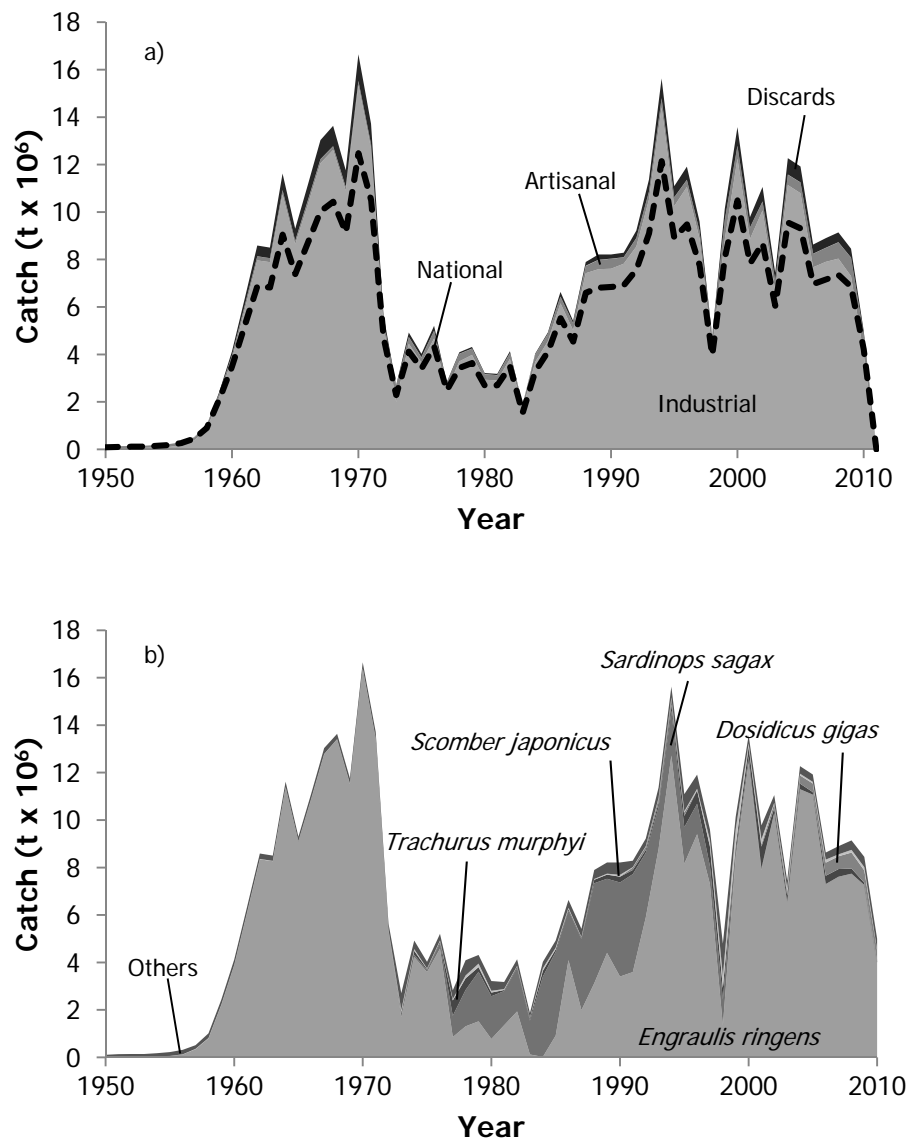 a)
18
16
14
12
10
8
6
4
2
0
Catch (t x 10⁶)
Discards
Artisanal
National
Industrial
1950 1960 1970 1980 1990 2000 2010
Year
b)
18
16
14
12
10
8
6
4
2
0
Catch (t x 10⁶)
Sardinops sagax
Scomber japonicus
Dosidicus gigas
Trachurus murphyi
Others
Engraulis ringens
1950 1960 1970 1980 1990 2000 2010
Year